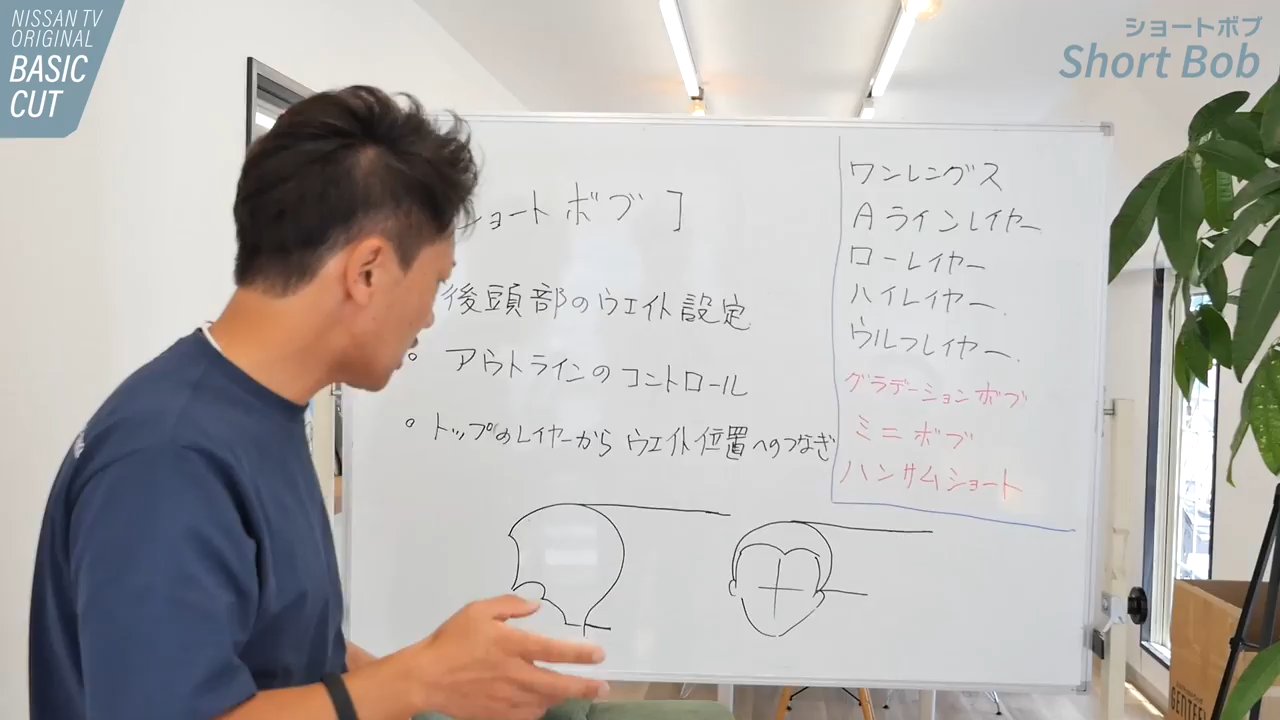 NISSAN TV
ORIGINAL
BASIC
CUT
ショートボブ
Short Bob
ョートボブ]
後頭部のウエイト設定
。アウトラインのコントロール
。トップのレイヤーからウエイト位置へのつなぎ
ワンレングス
Aラインレイヤー
ローレイヤー
ハイレイヤー
ウルフレイヤー
グラデーションボブ
ミニボブ
ハンサムショート